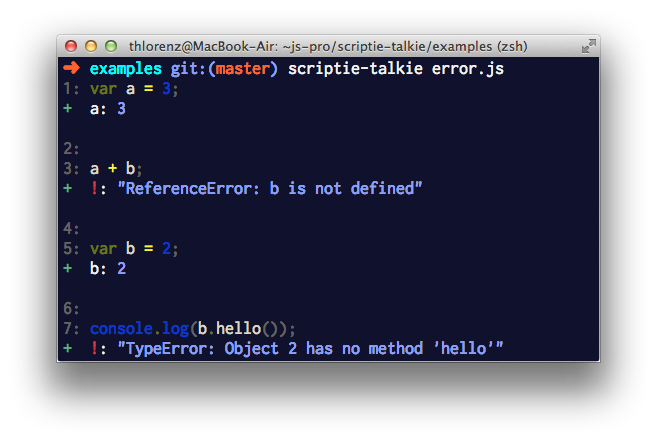 thlorenz@MacBook-Air: ~js-pro/scriptie-talkie/examples (zsh)
➜ examples git:(master) scriptie-talkie error.js
1: var a = 3;
+ a: 3
2:
3: a + b;
+ !: "ReferenceError: b is not defined"
4:
5: var b = 2;
+ b: 2
6:
7: console.log(b.hello());
+ !: "TypeError: Object 2 has no method 'hello'"